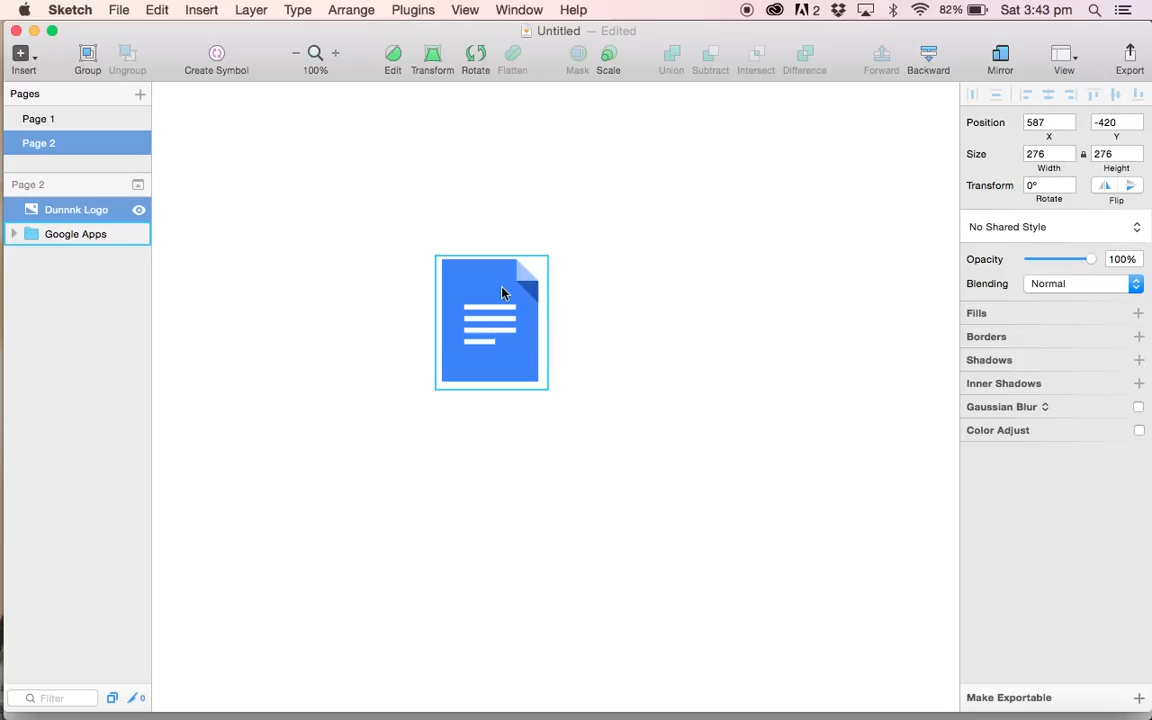 Sketch File Edit Insert Layer Type Arrange Plugins View Window Help 2 82% Sat 3:43 pm
Untitled — Edited
Insert Group Ungroup Create Symbol 100% Edit Transform Rotate Flatten Mask Scale Union Subtract Intersect Difference Forward Backward Mirror View Export
Pages
Page 1
Page 2
Page 2
Dunnnk Logo
Google Apps
Filter 0
Position 587 -420
X Y
Size 276 276
Width Height
Transform 0°
Rotate Flip
No Shared Style
Opacity 100%
Blending Normal
Fills
Borders
Shadows
Inner Shadows
Gaussian Blur
Color Adjust
Make Exportable